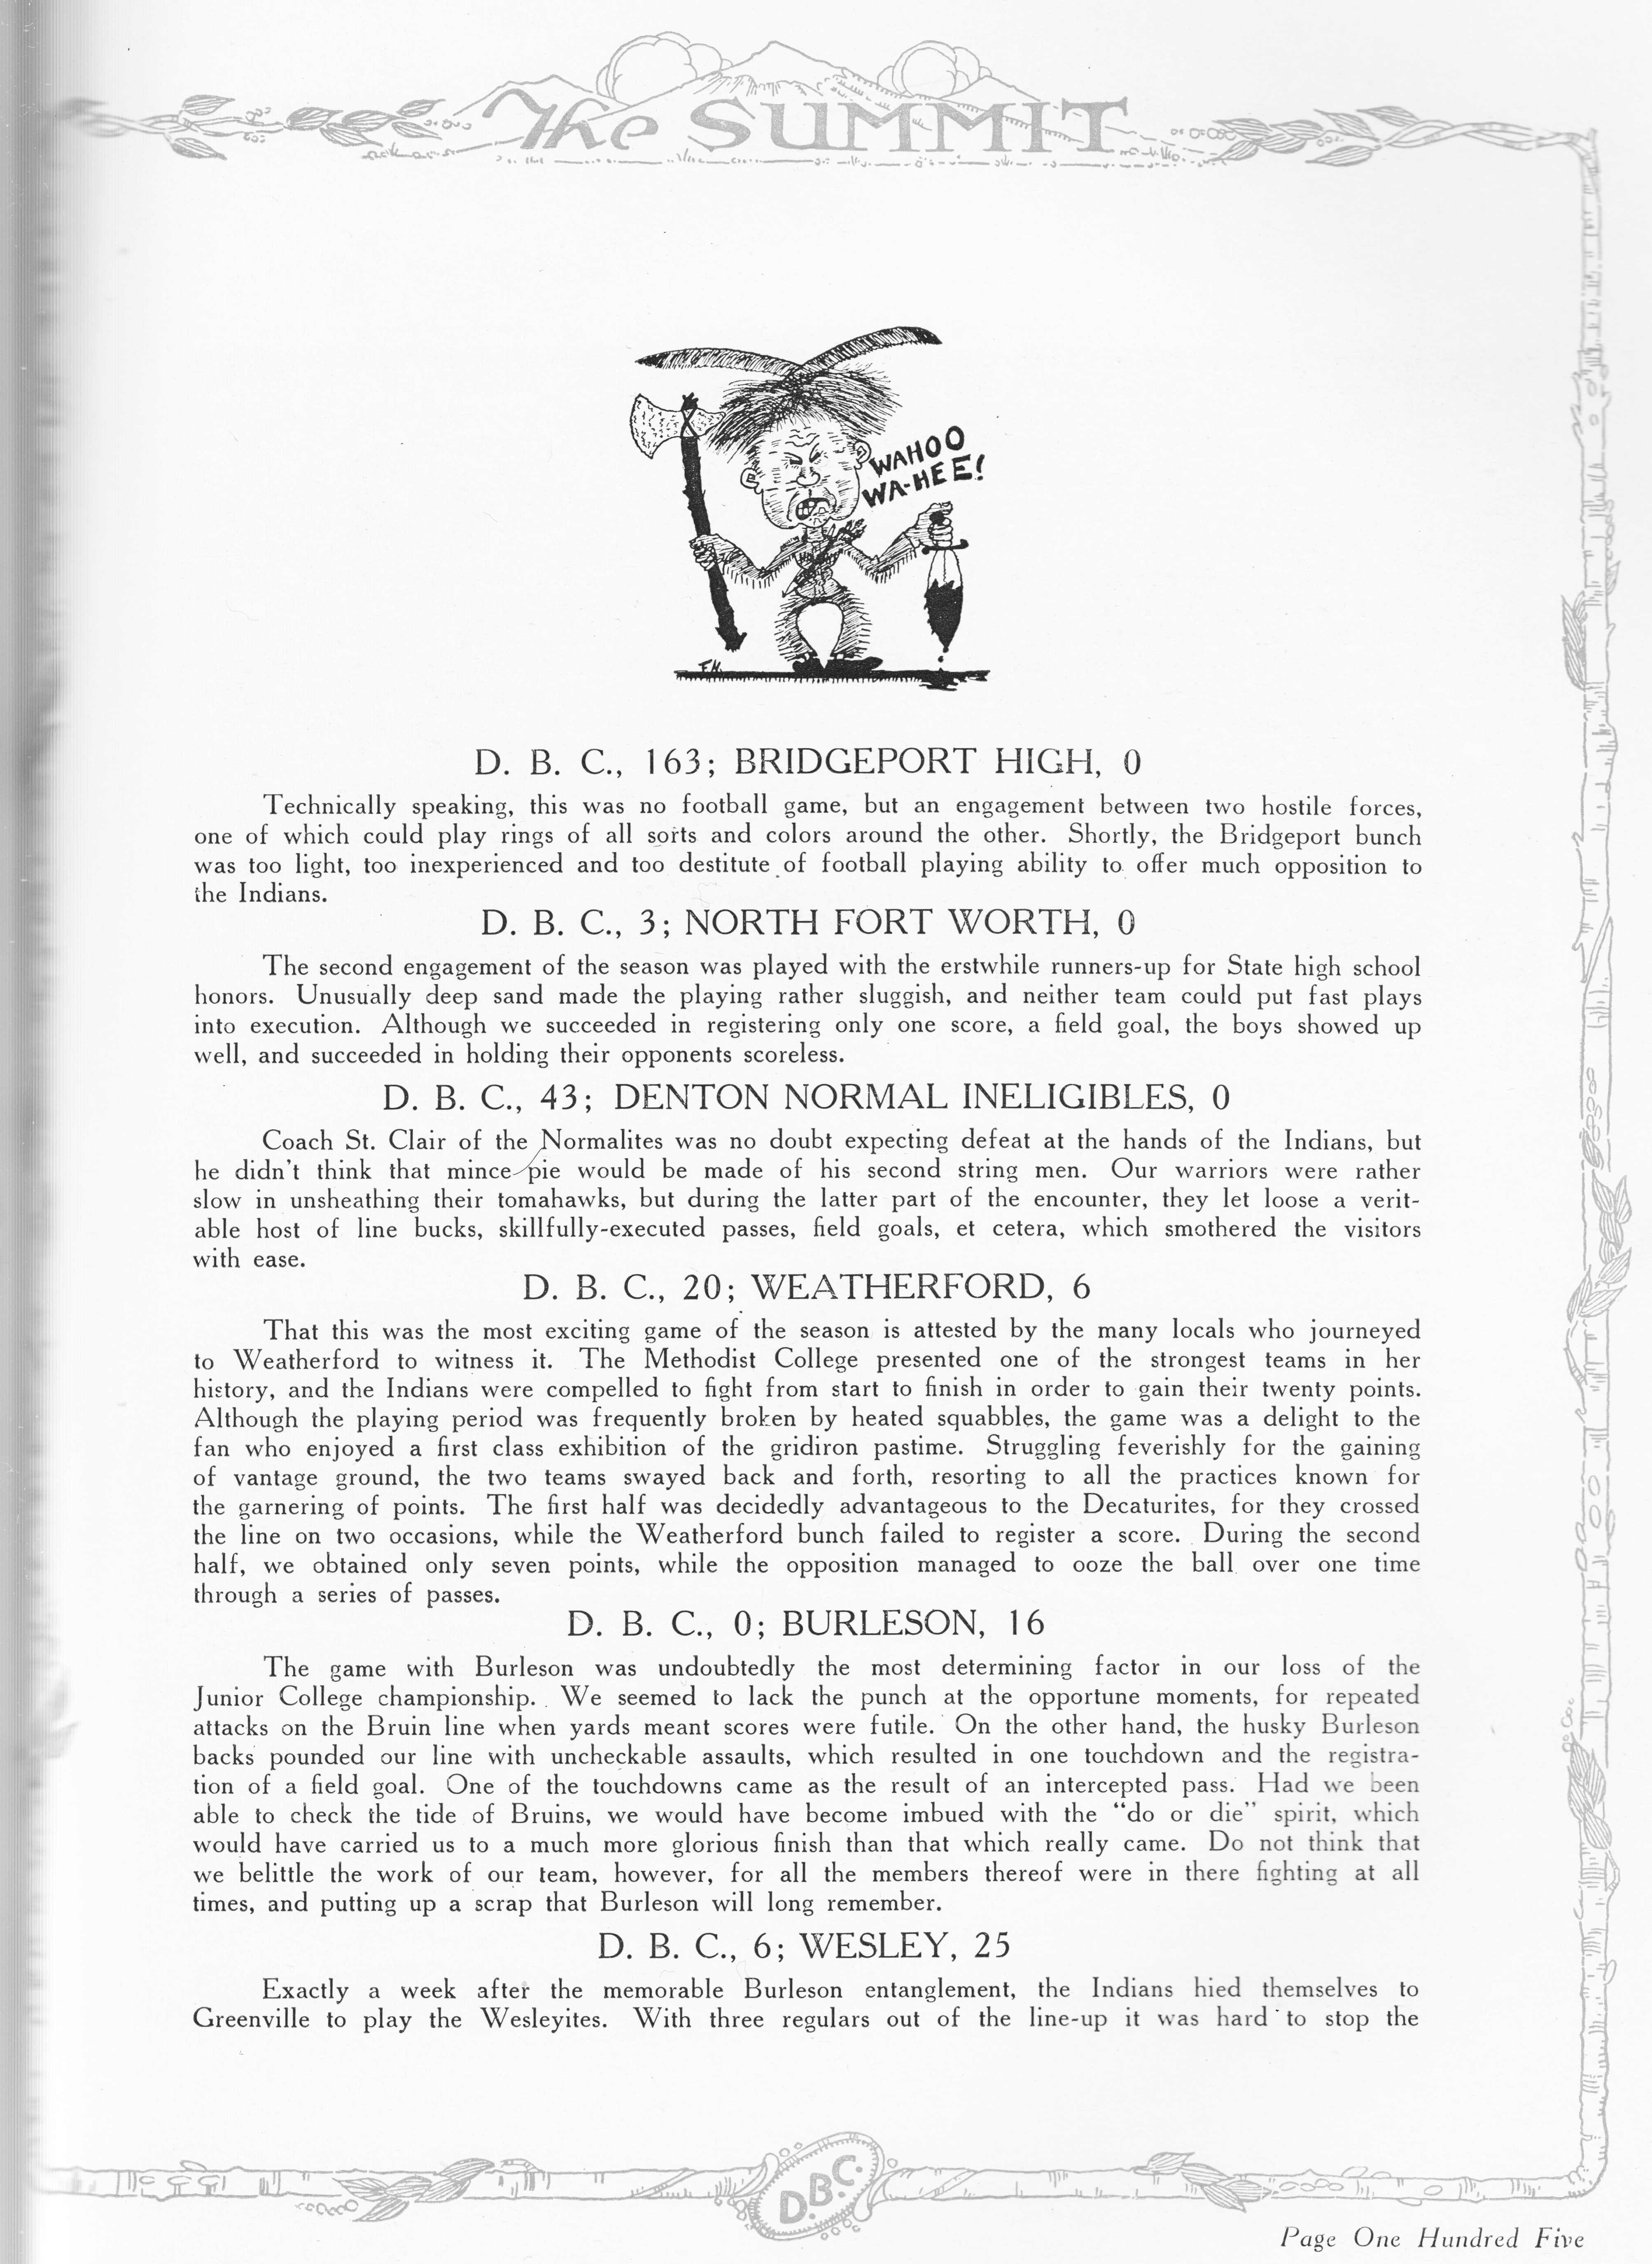 The SUMMIT
WAHOO
WA-HEE!
F.H.
D. B. C., 163; BRIDGEPORT HIGH, 0
Technically speaking, this was no football game, but an engagement between two hostile forces,
one of which could play rings of all sorts and colors around the other. Shortly, the Bridgeport bunch
was too light, too inexperienced and too destitute of football playing ability to offer much opposition to
the Indians.
D. B. C., 3; NORTH FORT WORTH, 0
The second engagement of the season was played with the erstwhile runners-up for State high school
honors. Unusually deep sand made the playing rather sluggish, and neither team could put fast plays
into execution. Although we succeeded in registering only one score, a field goal, the boys showed up
well, and succeeded in holding their opponents scoreless.
D. B. C., 43; DENTON NORMAL INELIGIBLES, 0
Coach St. Clair of the Normalites was no doubt expecting defeat at the hands of the Indians, but
he didn't think that mince pie would be made of his second string men. Our warriors were rather
slow in unsheathing their tomahawks, but during the latter part of the encounter, they let loose a verit-
able host of line bucks, skillfully-executed passes, field goals, et cetera, which smothered the visitors
with ease.
D. B. C., 20; WEATHERFORD, 6
That this was the most exciting game of the season is attested by the many locals who journeyed
to Weatherford to witness it. The Methodist College presented one of the strongest teams in her
history, and the Indians were compelled to fight from start to finish in order to gain their twenty points.
Although the playing period was frequently broken by heated squabbles, the game was a delight to the
fan who enjoyed a first class exhibition of the gridiron pastime. Struggling feverishly for the gaining
of vantage ground, the two teams swayed back and forth, resorting to all the practices known for
the garnering of points. The first half was decidedly advantageous to the Decaturites, for they crossed
the line on two occasions, while the Weatherford bunch failed to register a score. During the second
half, we obtained only seven points, while the opposition managed to ooze the ball over one time
through a series of passes.
D. B. C., 0; BURLESON, 16
The game with Burleson was undoubtedly the most determining factor in our loss of the
Junior College championship. We seemed to lack the punch at the opportune moments, for repeated
attacks on the Bruin line when yards meant scores were futile. On the other hand, the husky Burleson
backs pounded our line with uncheckable assaults, which resulted in one touchdown and the registra-
tion of a field goal. One of the touchdowns came as the result of an intercepted pass. Had we been
able to check the tide of Bruins, we would have become imbued with the "do or die" spirit, which
would have carried us to a much more glorious finish than that which really came. Do not think that
we belittle the work of our team, however, for all the members thereof were in there fighting at all
times, and putting up a scrap that Burleson will long remember.
D. B. C., 6; WESLEY, 25
Exactly a week after the memorable Burleson entanglement, the Indians hied themselves to
Greenville to play the Wesleyites. With three regulars out of the line-up it was hard to stop the
D.B.C.
Page One Hundred Five